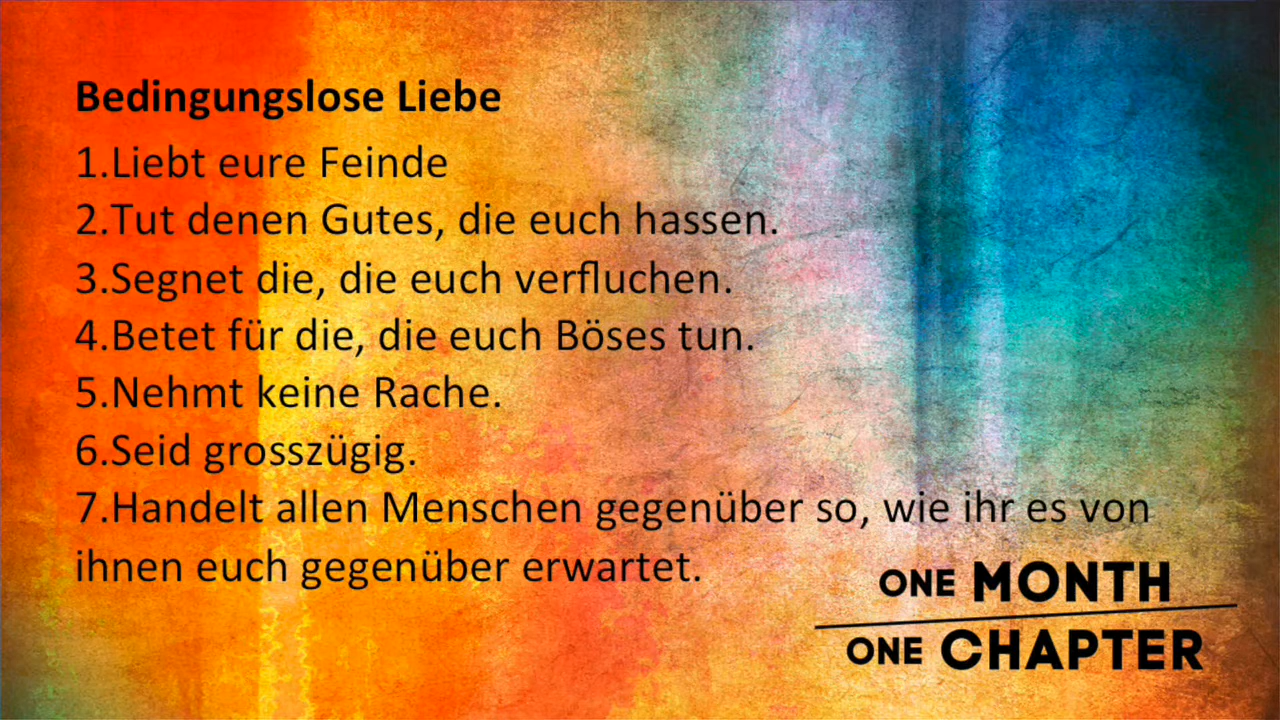 Bedingungslose Liebe
1.Liebt eure Feinde
2.Tut denen Gutes, die euch hassen.
3.Segnet die, die euch verfluchen.
4.Betet für die, die euch Böses tun.
5.Nehmt keine Rache.
6.Seid grosszügig.
7.Handelt allen Menschen gegenüber so, wie ihr es von
ihnen euch gegenüber erwartet.
ONE MONTH
ONE CHAPTER